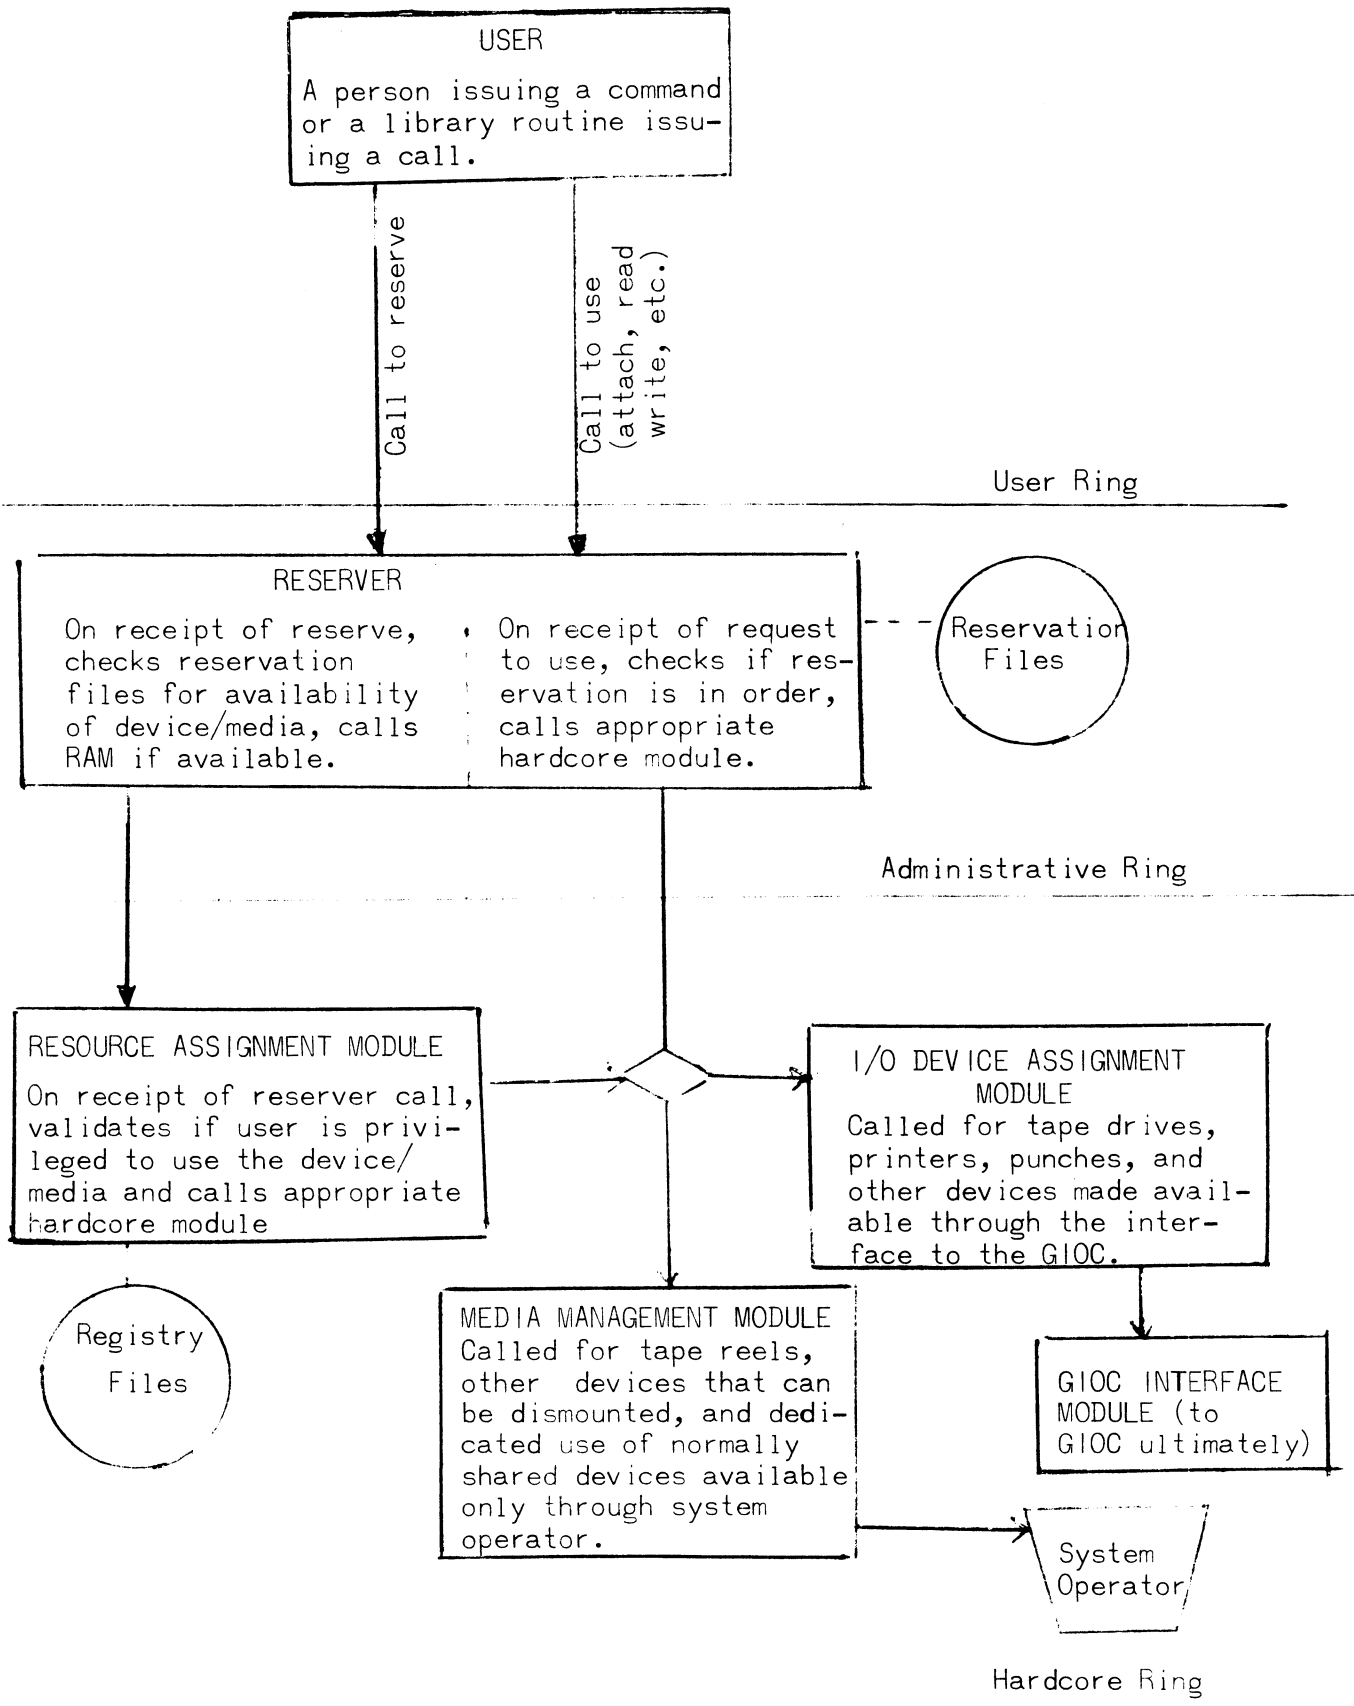 USER
A person issuing a command
or a library routine issu-
ing a call.
Call to reserve
Call to use
(attach, read
write, etc.)
User Ring
RESERVER
On receipt of reserve,
checks reservation
files for availability
of device/media, calls
RAM if available.
On receipt of request
to use, checks if res-
ervation is in order,
calls appropriate
hardcore module.
Reservation
Files
Administrative Ring
RESOURCE ASSIGNMENT MODULE
On receipt of reserver call,
validates if user is privi-
leged to use the device/
media and calls appropriate
hardcore module
I/O DEVICE ASSIGNMENT
MODULE
Called for tape drives,
printers, punches, and
other devices made avail-
able through the inter-
face to the GIOC.
Registry
Files
MEDIA MANAGEMENT MODULE
Called for tape reels,
other devices that can
be dismounted, and dedi-
cated use of normally
shared devices available
only through system
operator.
GIOC INTERFACE
MODULE (to
GIOC ultimately)
System
Operator
Hardcore Ring